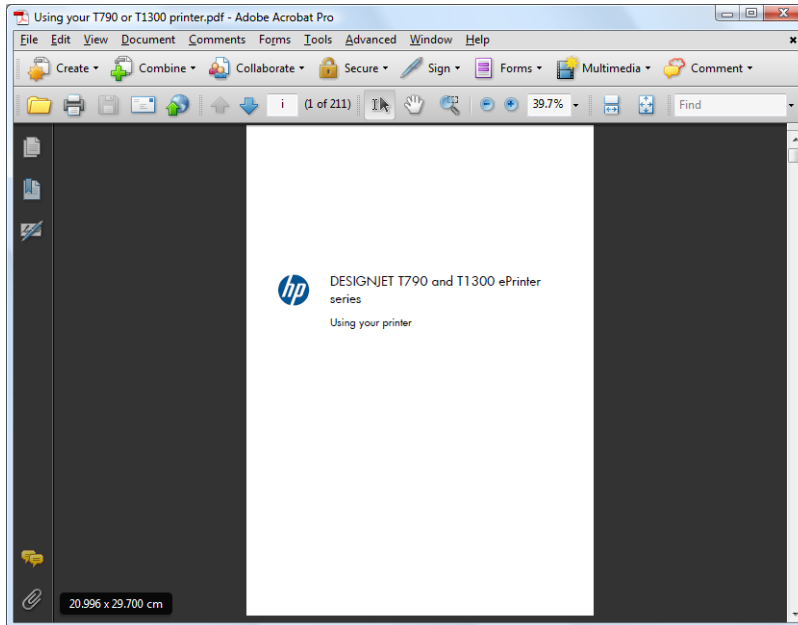 Using your T790 or T1300 printer.pdf - Adobe Acrobat Pro
File Edit View Document Comments Forms Tools Advanced Window Help
Create Combine Collaborate Secure Sign Forms Multimedia Comment
i (1 of 211) 39.7% Find
hp
DESIGNJET T790 and T1300 ePrinter
series
Using your printer
20.996 x 29.700 cm